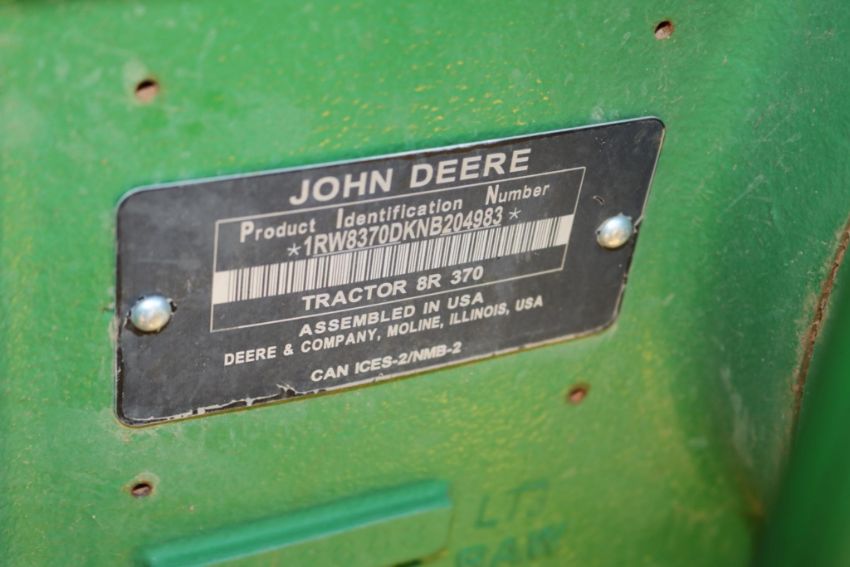 JOHN DEERE
Product Identification Number
*1RW8370DKNB204983*
TRACTOR 8R 370
ASSEMBLED IN USA
DEERE & COMPANY, MOLINE, ILLINOIS, USA
CAN ICES-2/NMB-2